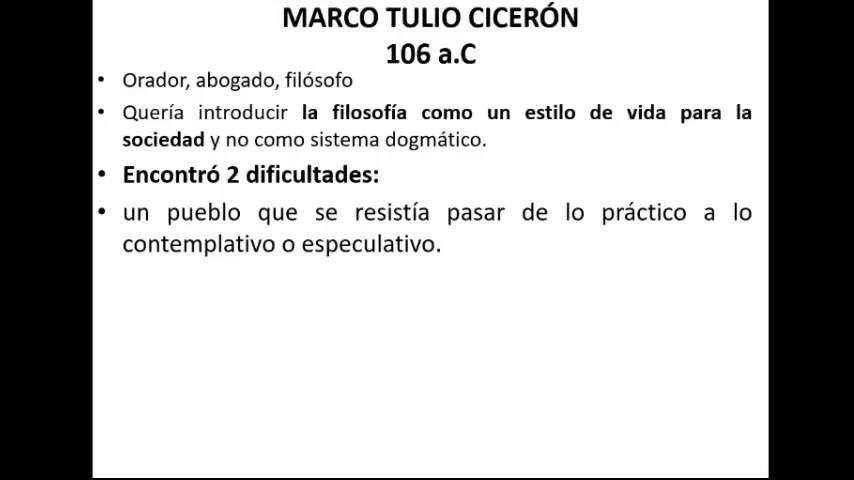 MARCO TULIO CICERÓN
106 a.C
• Orador, abogado, filósofo
• Quería introducir la filosofía como un estilo de vida para la
sociedad y no como sistema dogmático.
• Encontró 2 dificultades:
• un pueblo que se resistía pasar de lo práctico a lo
contemplativo o especulativo.